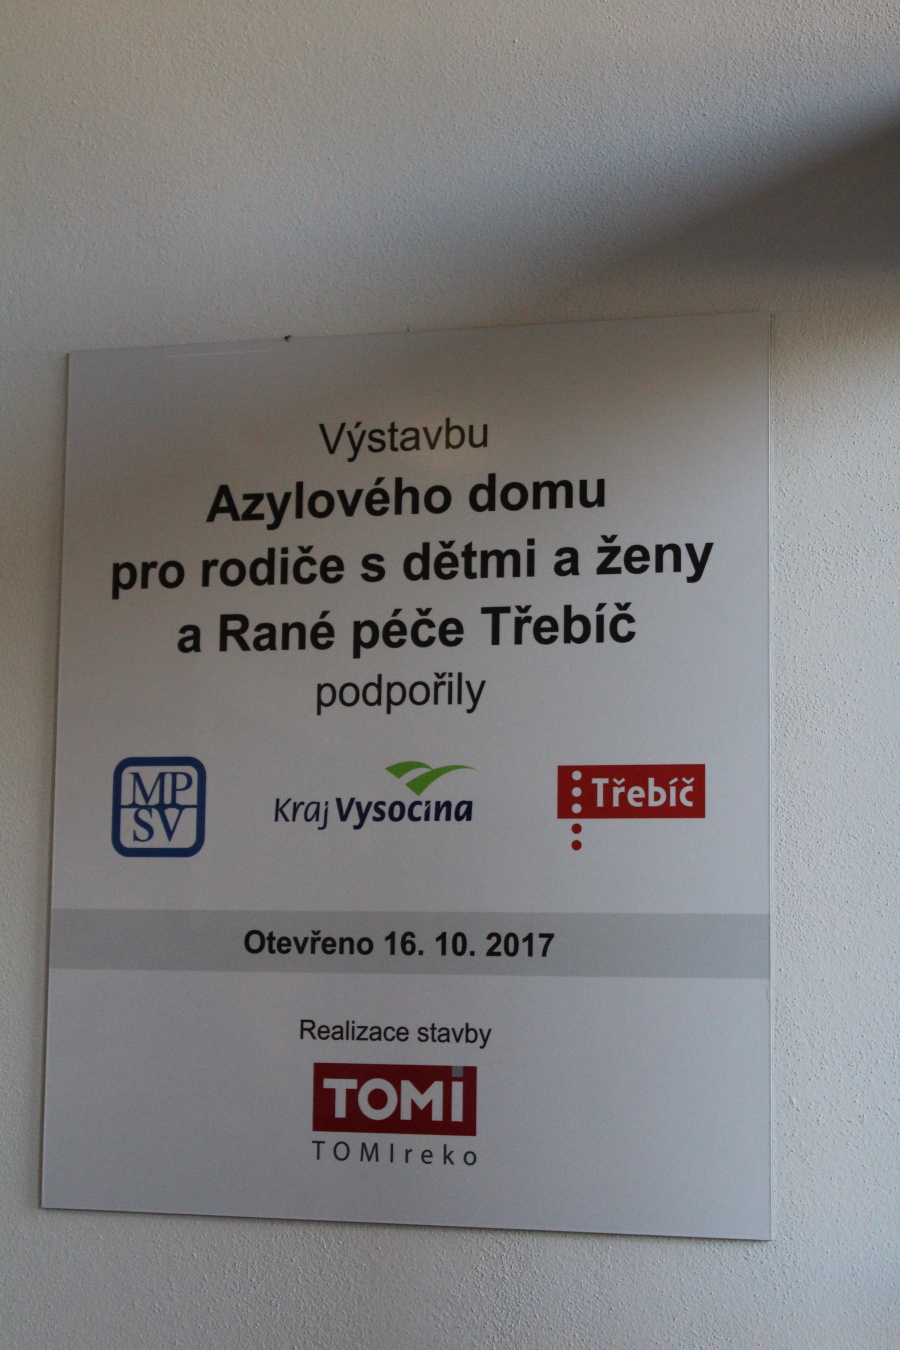 Výstavbu
Azylového domu
pro rodiče s dětmi a ženy
a Rané péče Třebíč
podpořily
MP
SV
Kraj Vysočina
Třebíč
Otevřeno 16. 10. 2017
Realizace stavby
TOMi
TOMIreko